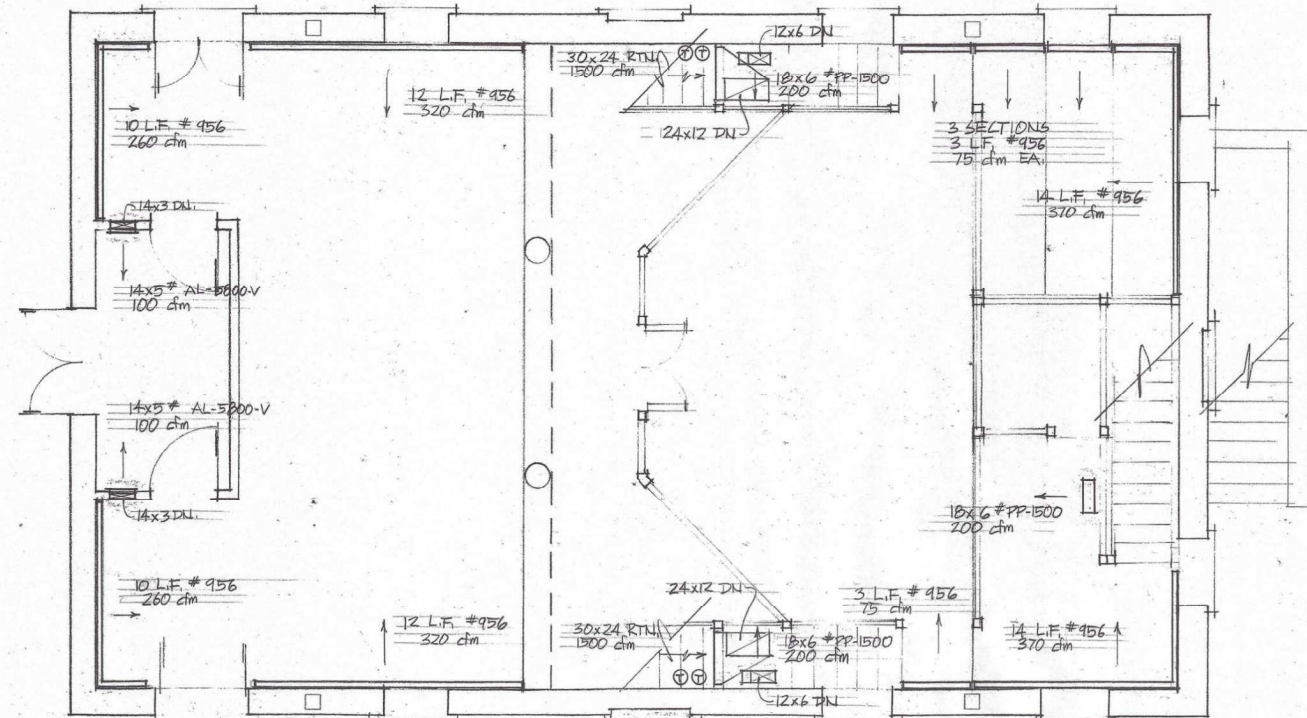 12x6 DN
30x24 RTN.
1500 cfm
T T
18x6 #PP-1500
200 cfm
12 L.F. #956
320 cfm
10 L.F. #956
260 cfm
24x12 DN
3 SECTIONS
3 L.F. #956
75 cfm EA.
14 L.F. #956
370 cfm
14x3 DN.
14x5 # AL-5800-V
100 cfm
14x5 # AL-5800-V
100 cfm
14x3 DN.
18x6 #PP-1500
200 cfm
10 L.F. #956
260 cfm
24x12 DN
3 L.F. #956
75 cfm
12 L.F. #956
320 cfm
30x24 RTN.
1500 cfm
18x6 #PP-1500
200 cfm
14 L.F. #956
370 cfm
T T
12x6 DN